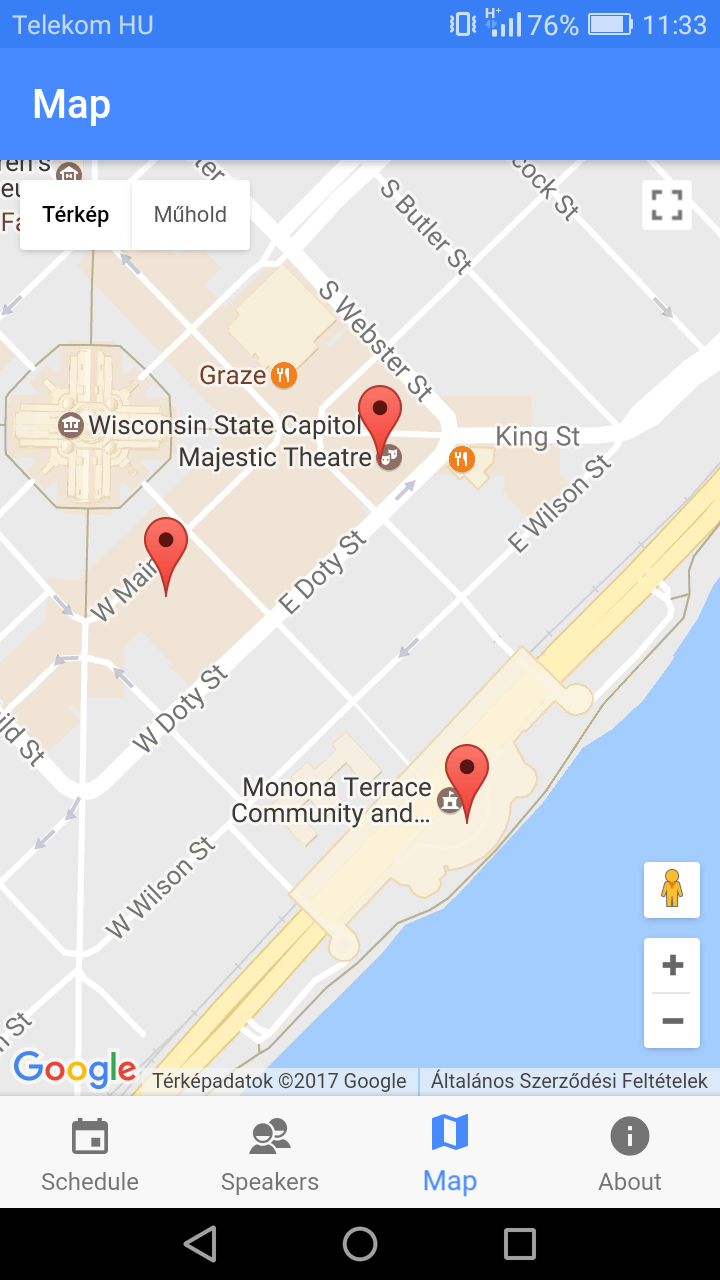 Telekom HU
H+
76%
11:33
Map
Térkép
Műhold
S Butler St
S Webster St
Graze
Wisconsin State Capitol
Majestic Theatre
King St
E Wilson St
W Main
E Doty St
W Doty St
Monona Terrace
Community and...
W Wilson St
Google
Térképadatok ©2017 Google
Általános Szerződési Feltételek
Schedule
Speakers
Map
About